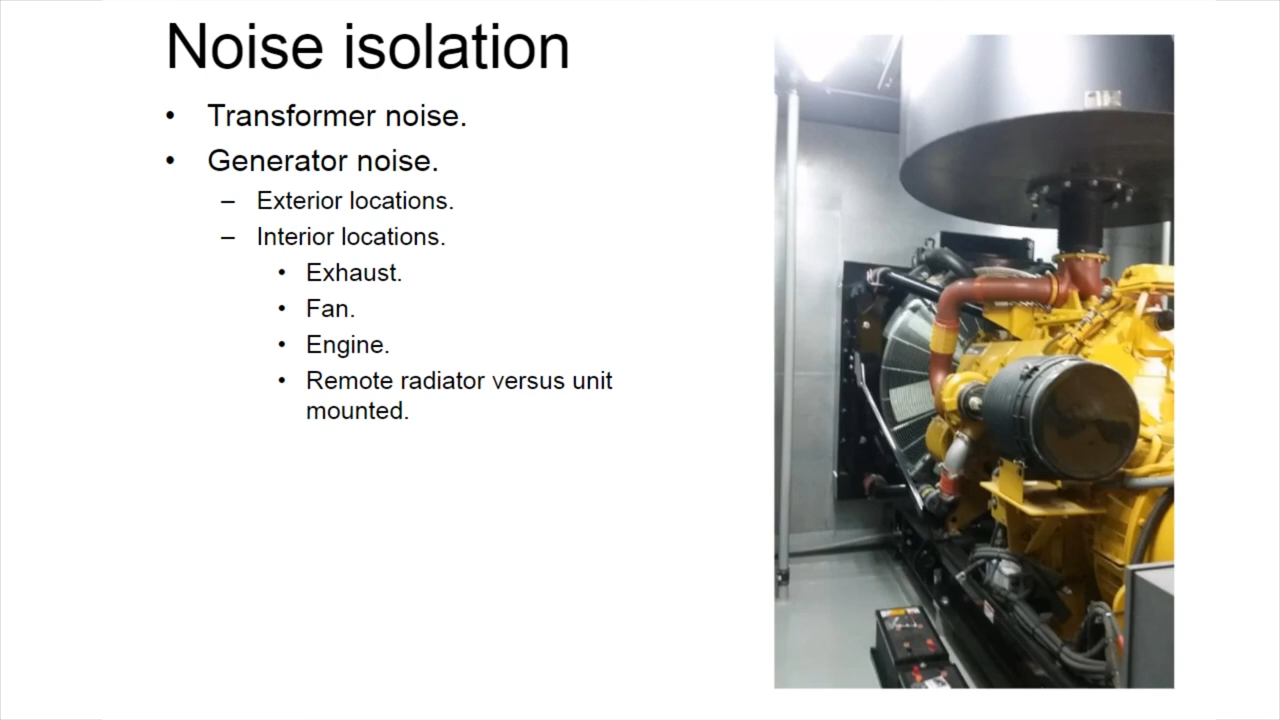 Noise isolation
• Transformer noise.
• Generator noise.
– Exterior locations.
– Interior locations.
• Exhaust.
• Fan.
• Engine.
• Remote radiator versus unit
mounted.